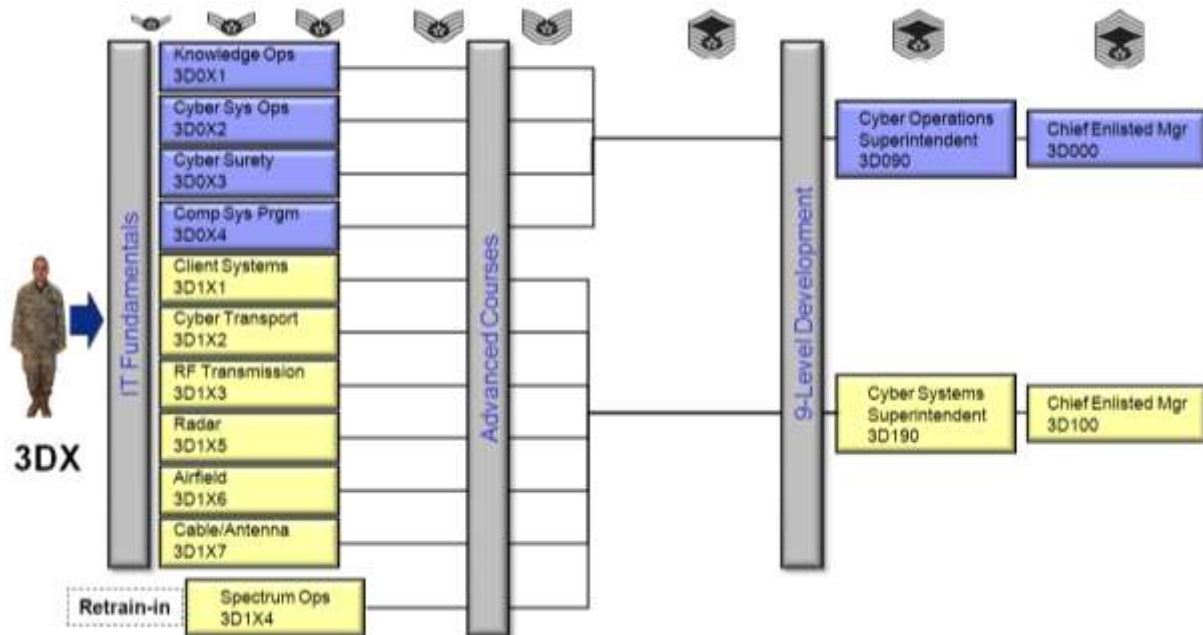 Knowledge Ops
3D0X1
Cyber Sys Ops
3D0X2
Cyber Surety
3D0X3
Comp Sys Prgm
3D0X4
Client Systems
3D1X1
Cyber Transport
3D1X2
RF Transmission
3D1X3
Radar
3D1X5
Airfield
3D1X6
Cable/Antenna
3D1X7
Spectrum Ops
3D1X4
3DX
Retrain-in
IT Fundamentals
Advanced Courses
9-Level Development
Cyber Operations
Superintendent
3D090
Chief Enlisted Mgr
3D000
Cyber Systems
Superintendent
3D190
Chief Enlisted Mgr
3D100